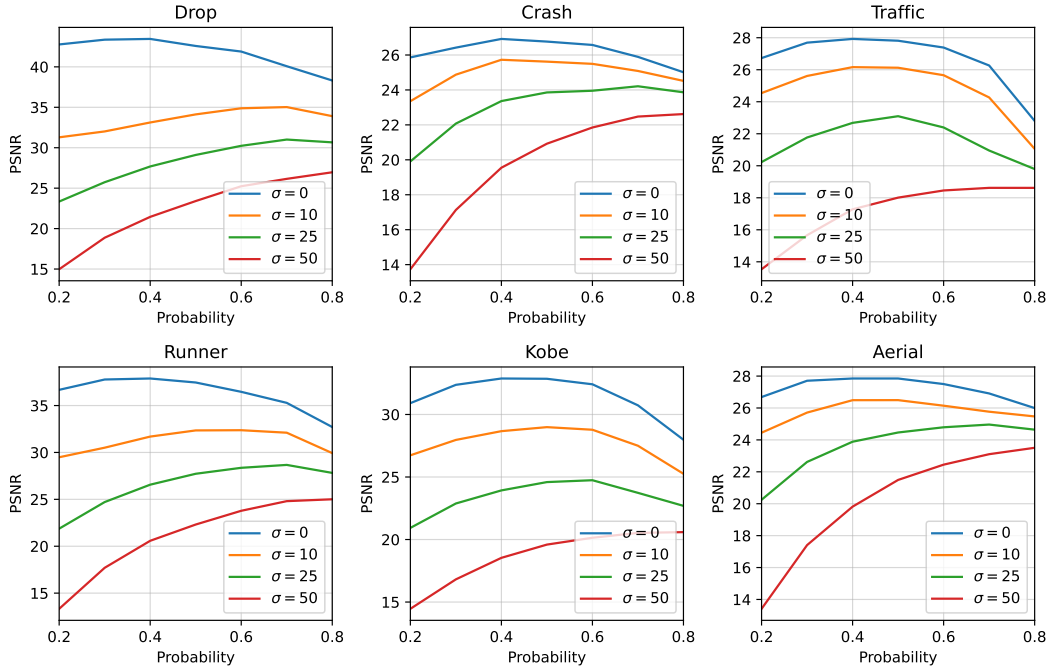 Drop
PSNR
40
35
30
25
20
15
0.2 0.4 0.6 0.8
Probability
σ = 0
σ = 10
σ = 25
σ = 50
Crash
PSNR
26
24
22
20
18
16
14
0.2 0.4 0.6 0.8
Probability
σ = 0
σ = 10
σ = 25
σ = 50
Traffic
PSNR
28
26
24
22
20
18
16
14
0.2 0.4 0.6 0.8
Probability
σ = 0
σ = 10
σ = 25
σ = 50
Runner
PSNR
35
30
25
20
15
0.2 0.4 0.6 0.8
Probability
σ = 0
σ = 10
σ = 25
σ = 50
Kobe
PSNR
30
25
20
15
0.2 0.4 0.6 0.8
Probability
σ = 0
σ = 10
σ = 25
σ = 50
Aerial
PSNR
28
26
24
22
20
18
16
14
0.2 0.4 0.6 0.8
Probability
σ = 0
σ = 10
σ = 25
σ = 50